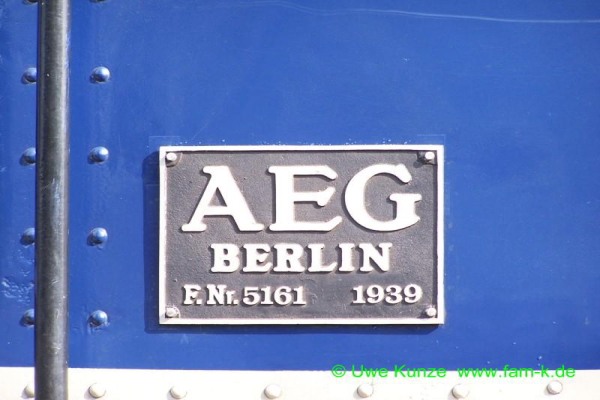 AEG
BERLIN
F.Nr.5161 1939
© Uwe Kunze www.fam-k.de